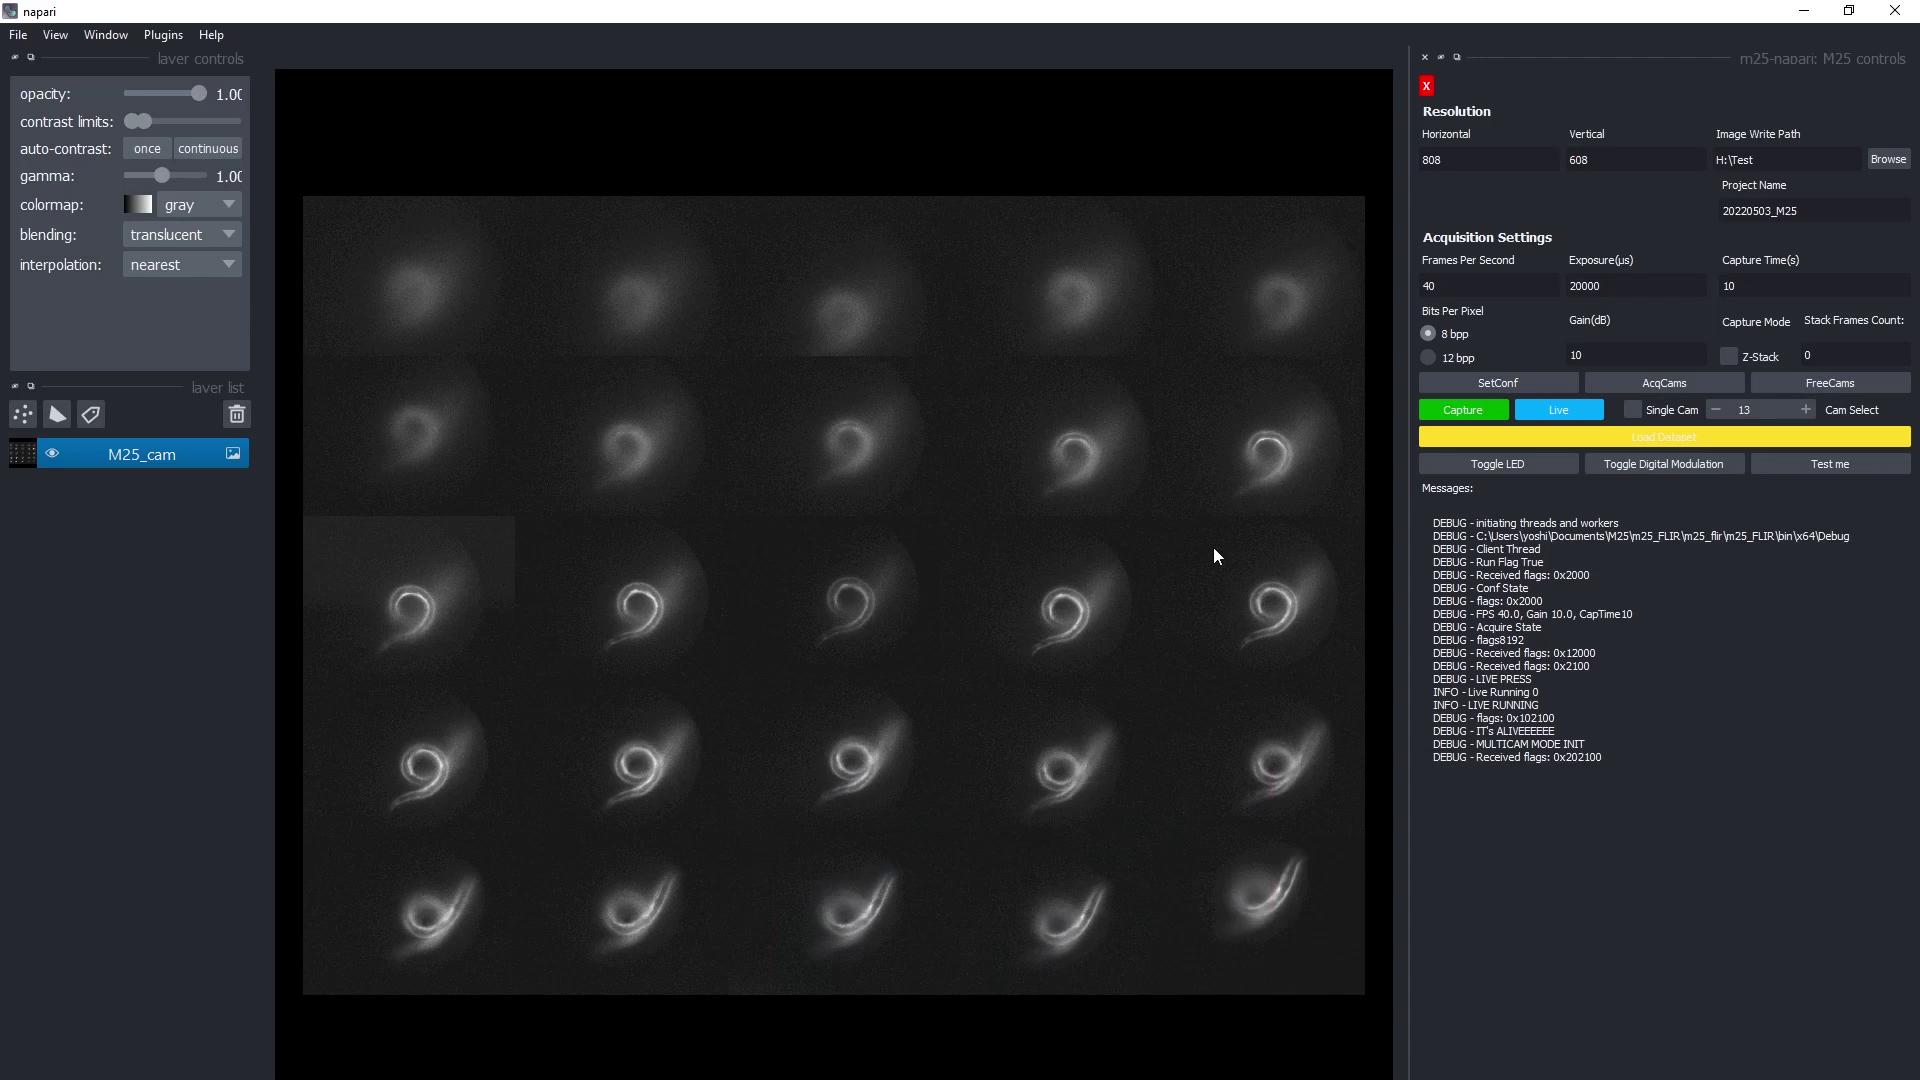 napari
File View Window Plugins Help
layer controls
opacity: 1.00
contrast limits:
auto-contrast: once continuous
gamma: 1.00
colormap: gray
blending: translucent
interpolation: nearest
layer list
M25_cam
m25-napari: M25 controls
X
Resolution
Horizontal Vertical Image Write Path
808 608 H:\Test Browse
Project Name
20220503_M25
Acquisition Settings
Frames Per Second Exposure(µs) Capture Time(s)
40 20000 10
Bits Per Pixel Gain(dB) Capture Mode Stack Frames Count:
8 bpp
12 bpp 10 Z-Stack 0
SetConf AcqCams FreeCams
Capture Live Single Cam 13 Cam Select
Load Dataset
Toggle LED Toggle Digital Modulation Test me
Messages:
DEBUG - initiating threads and workers
DEBUG - C:\Users\yoshi\Documents\M25\m25_FLIR\m25_flir\m25_FLIR\bin\x64\Debug
DEBUG - Client Thread
DEBUG - Run Flag True
DEBUG - Received flags: 0x2000
DEBUG - Conf State
DEBUG - flags: 0x2000
DEBUG - FPS 40.0, Gain 10.0, CapTime10
DEBUG - Acquire State
DEBUG - flags8192
DEBUG - Received flags: 0x12000
DEBUG - Received flags: 0x2100
DEBUG - LIVE PRESS
INFO - Live Running 0
INFO - LIVE RUNNING
DEBUG - flags: 0x102100
DEBUG - IT's ALIVEEEEEE
DEBUG - MULTICAM MODE INIT
DEBUG - Received flags: 0x202100